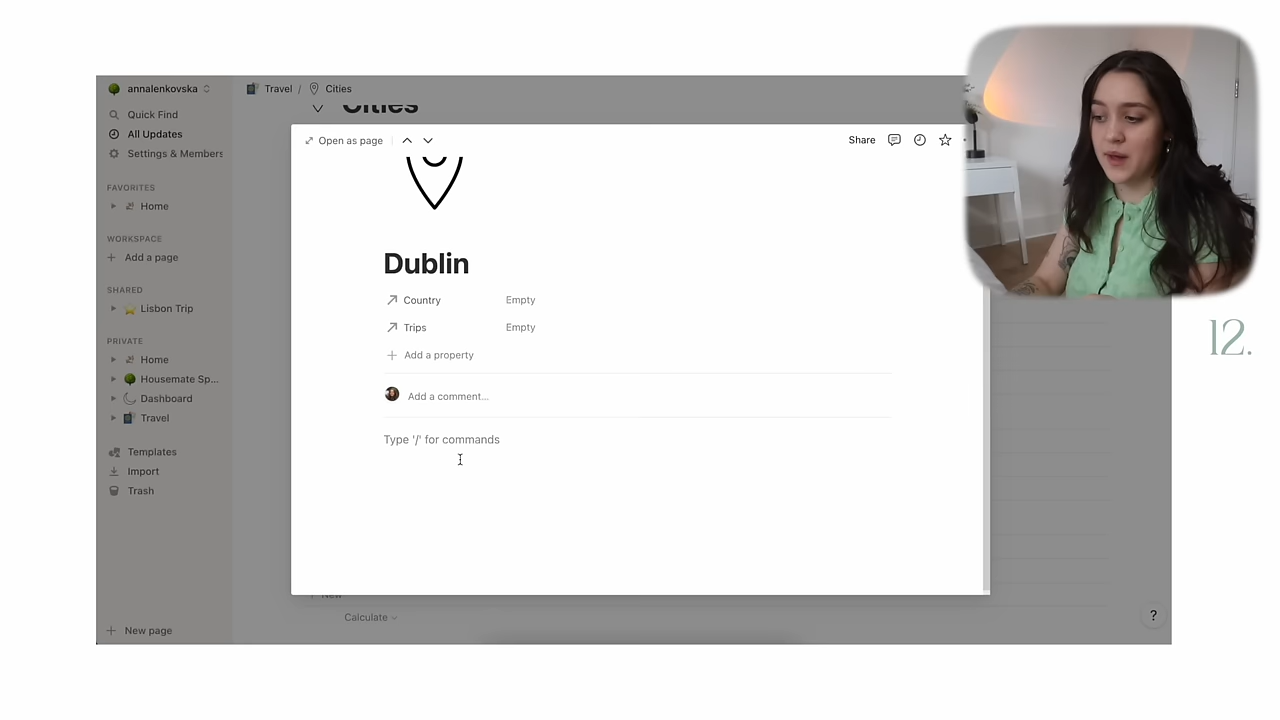 annalenkovska
Quick Find
All Updates
Settings & Members
FAVORITES
Home
WORKSPACE
Add a page
SHARED
Lisbon Trip
PRIVATE
Home
Housemate Sp...
Dashboard
Travel
Templates
Import
Trash
New page
Travel / Cities
Cities
Open as page
Share
Dublin
Country Empty
Trips Empty
Add a property
Add a comment...
Type '/' for commands
New
Calculate
?
12.